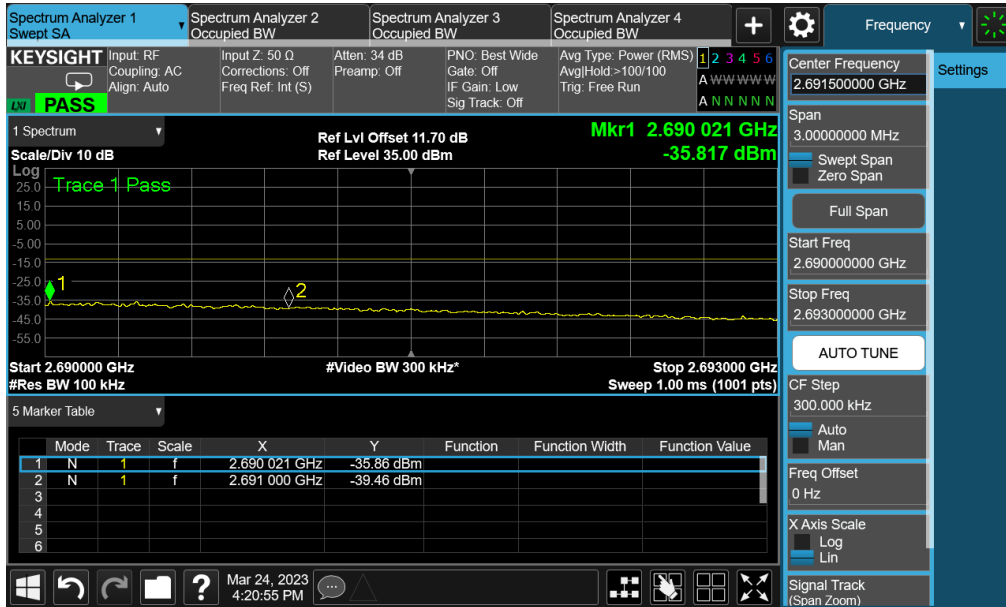 Spectrum Analyzer 1
Swept SA
Spectrum Analyzer 2
Occupied BW
Spectrum Analyzer 3
Occupied BW
Spectrum Analyzer 4
Occupied BW
+
Frequency
KEYSIGHT
LXI PASS
Input: RF
Coupling: AC
Align: Auto
Input Z: 50 Ω
Corrections: Off
Freq Ref: Int (S)
Atten: 34 dB
Preamp: Off
PNO: Best Wide
Gate: Off
IF Gain: Low
Sig Track: Off
Avg Type: Power (RMS)
Avg|Hold:>100/100
Trig: Free Run
1 2 3 4 5 6
A W W W W W
A N N N N N
1 Spectrum
Scale/Div 10 dB
Ref Lvl Offset 11.70 dB
Ref Level 35.00 dBm
Mkr1 2.690 021 GHz
-35.817 dBm
Log
Trace 1 Pass
25.0
15.0
5.00
-5.00
-15.0
-25.0
-35.0
-45.0
-55.0
1
2
Start 2.690000 GHz
#Video BW 300 kHz*
Stop 2.693000 GHz
#Res BW 100 kHz
Sweep 1.00 ms (1001 pts)
5 Marker Table
Mode Trace Scale X Y Function Function Width Function Value
1 N 1 f 2.690 021 GHz -35.86 dBm
2 N 1 f 2.691 000 GHz -39.46 dBm
3
4
5
6
?
Mar 24, 2023
4:20:55 PM
Center Frequency
2.691500000 GHz
Settings
Span
3.00000000 MHz
Swept Span
Zero Span
Full Span
Start Freq
2.690000000 GHz
Stop Freq
2.693000000 GHz
AUTO TUNE
CF Step
300.000 kHz
Auto
Man
Freq Offset
0 Hz
X Axis Scale
Log
Lin
Signal Track
(Span Zoom)